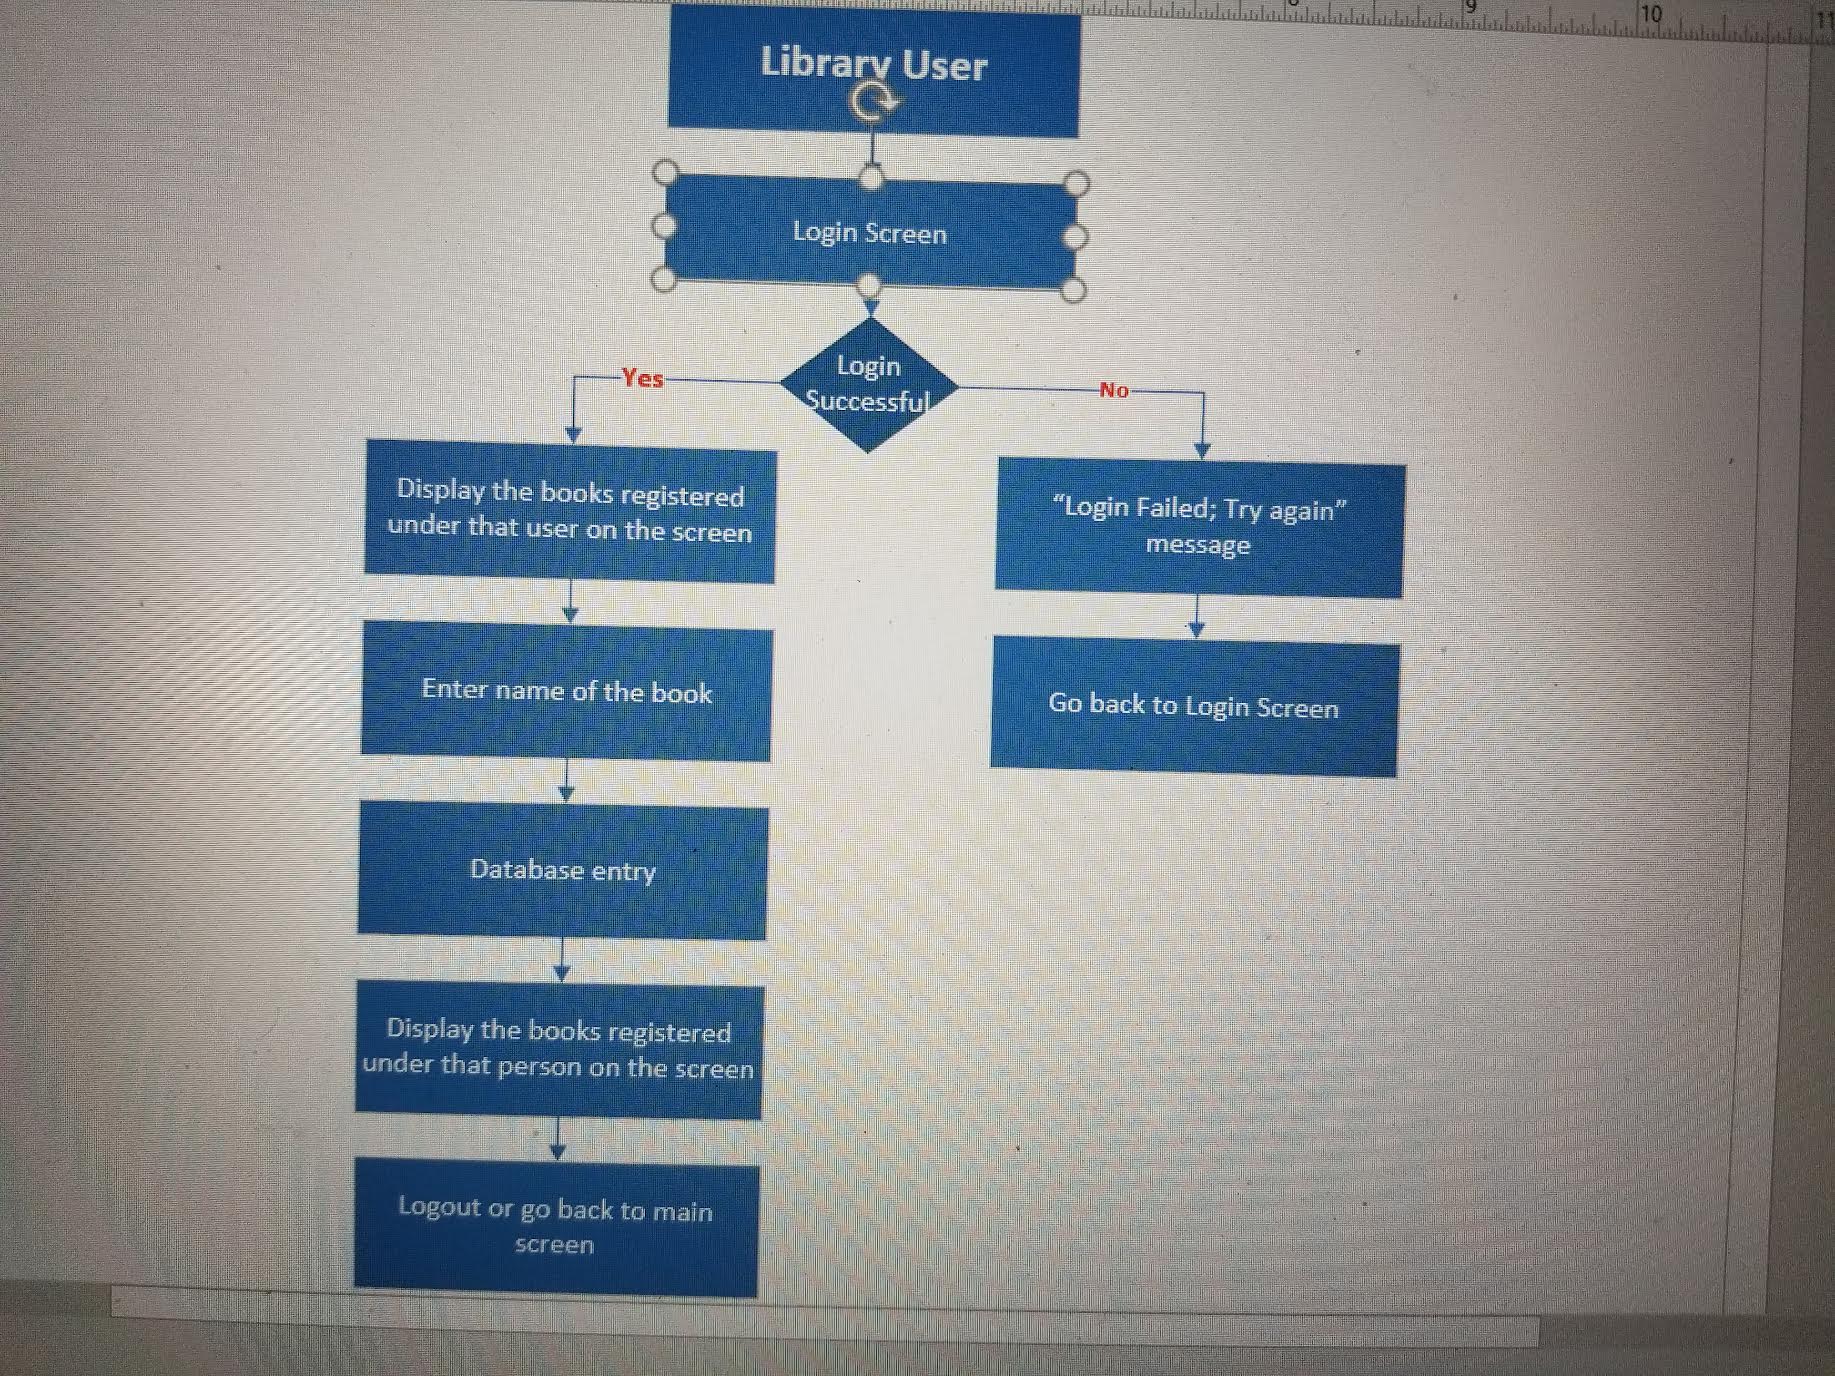 9
10
11
Library User
Login Screen
Login
Successful
Yes
No
Display the books registered
under that user on the screen
"Login Failed; Try again"
message
Enter name of the book
Go back to Login Screen
Database entry
Display the books registered
under that person on the screen
Logout or go back to main
screen